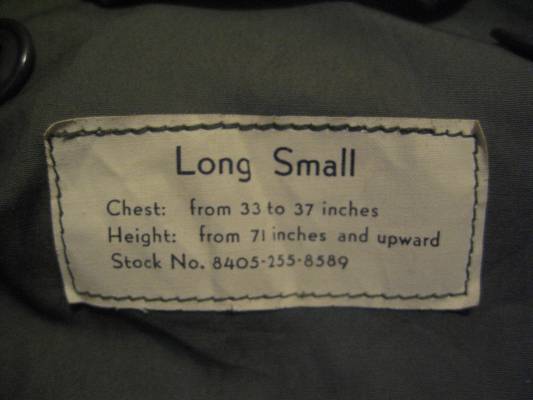 Long Small
Chest: from 33 to 37 inches
Height: from 71 inches and upward
Stock No. 8405-255-8589